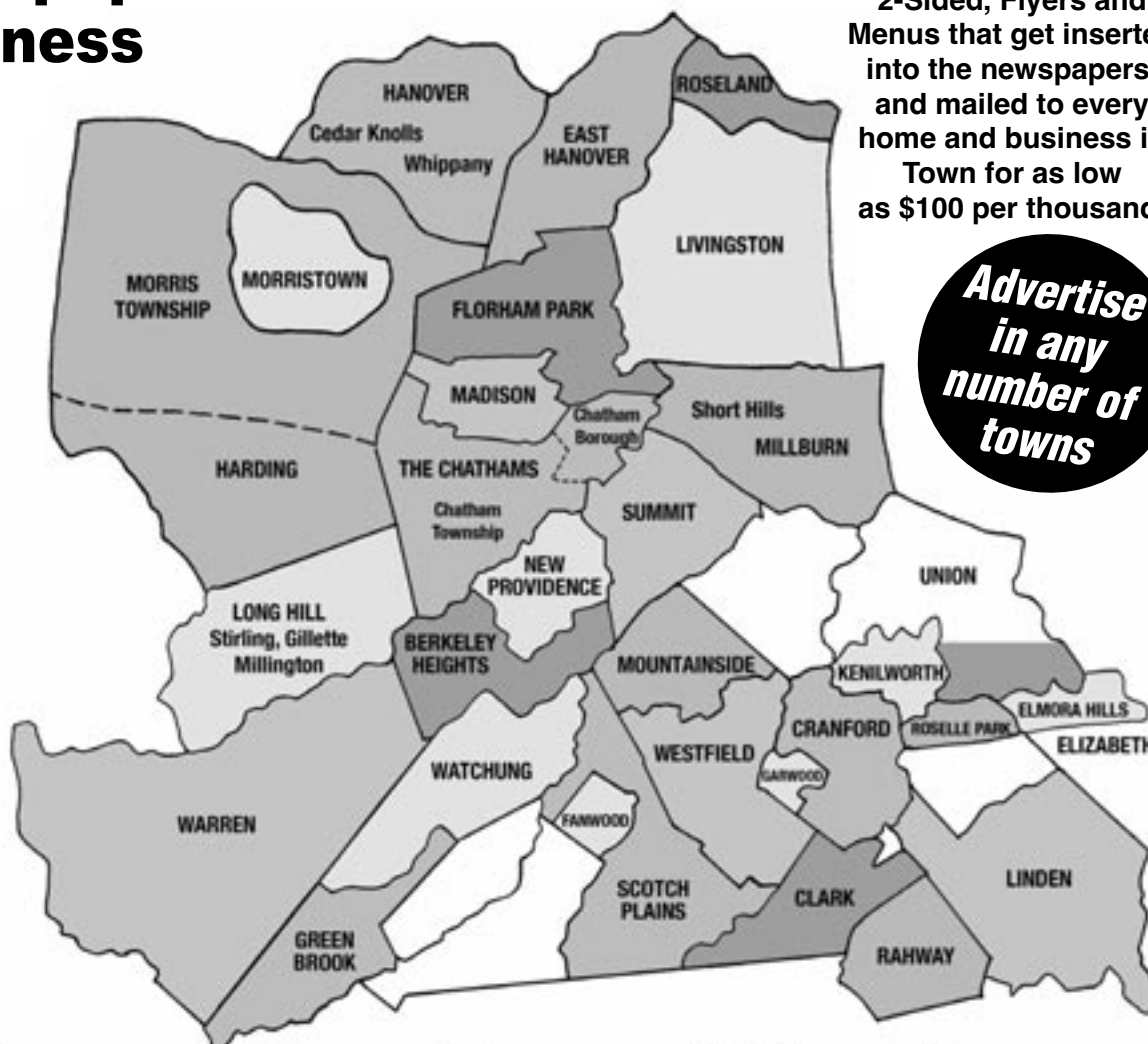 ness
2-Sided, Flyers and
Menus that get inserte
into the newspapers
and mailed to every
home and business i
Town for as low
as $100 per thousand
Advertise
in any
number of
towns
HANOVER
Cedar Knolls
Whippany
EAST
HANOVER
ROSELAND
LIVINGSTON
MORRIS
TOWNSHIP
MORRISTOWN
FLORHAM PARK
MADISON
Chatham
Borough
Short Hills
MILLBURN
HARDING
THE CHATHAMS
Chatham
Township
SUMMIT
NEW
PROVIDENCE
UNION
LONG HILL
Stirling, Gillette
Millington
BERKELEY
HEIGHTS
MOUNTAINSIDE
KENILWORTH
ELMORA HILLS
CRANFORD
ROSELLE PARK
ELIZABETH
WESTFIELD
GARWOOD
WATCHUNG
WARREN
FANWOOD
SCOTCH
PLAINS
CLARK
LINDEN
GREEN
BROOK
RAHWAY